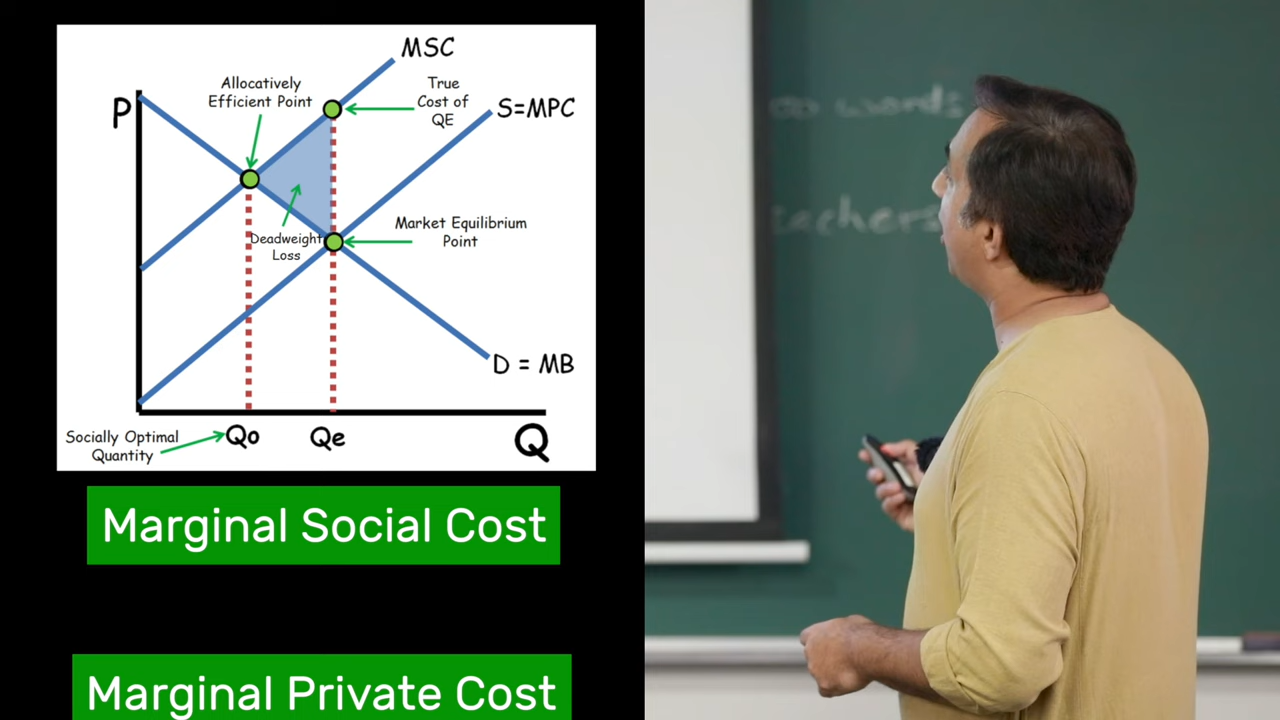 MSC
Allocatively
Efficient Point
True
Cost of
QE
P
S=MPC
Market Equilibrium
Point
Deadweight
Loss
D = MB
Socially Optimal
Quantity
Qo
Qe
Q
Marginal Social Cost
Marginal Private Cost
words